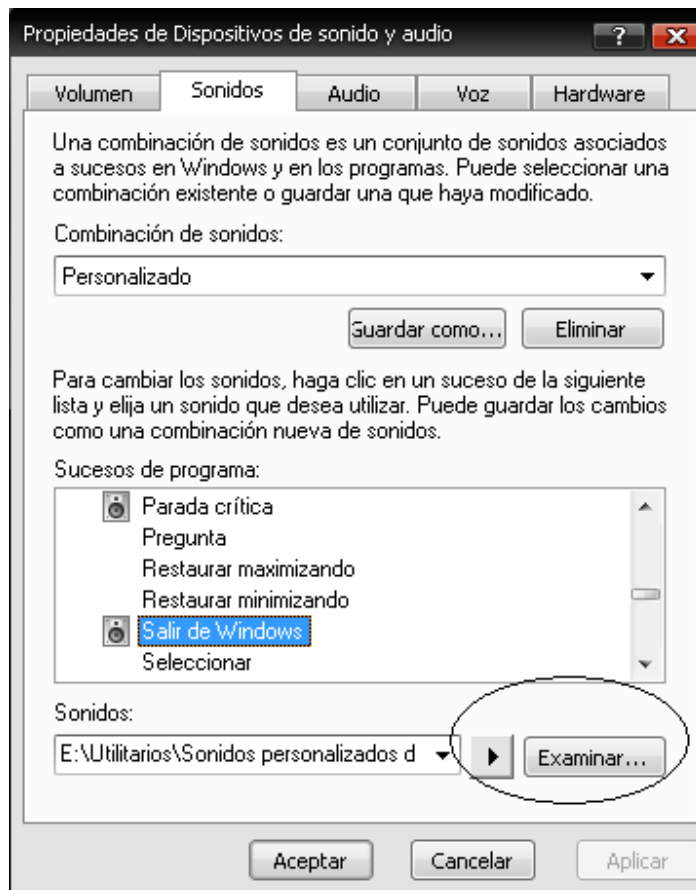 Propiedades de Dispositivos de sonido y audio
Volumen Sonidos Audio Voz Hardware
Una combinación de sonidos es un conjunto de sonidos asociados
a sucesos en Windows y en los programas. Puede seleccionar una
combinación existente o guardar una que haya modificado.
Combinación de sonidos:
Personalizado
Guardar como... Eliminar
Para cambiar los sonidos, haga clic en un suceso de la siguiente
lista y elija un sonido que desea utilizar. Puede guardar los cambios
como una combinación nueva de sonidos.
Sucesos de programa:
Parada crítica
Pregunta
Restaurar maximizando
Restaurar minimizando
Salir de Windows
Seleccionar
Sonidos:
E:\Utilitarios\Sonidos personalizados d Examinar...
Aceptar Cancelar Aplicar